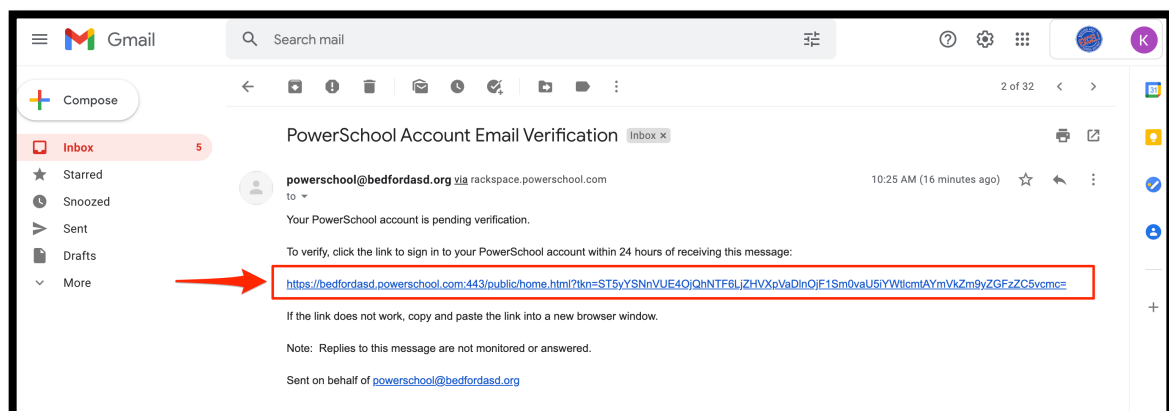 Gmail
Search mail
Compose
2 of 32
31
PowerSchool Account Email Verification Inbox ×
Inbox 5
Starred
powerschool@bedfordasd.org via rackspace.powerschool.com 10:25 AM (16 minutes ago)
to
Snoozed
Your PowerSchool account is pending verification.
Sent
To verify, click the link to sign in to your PowerSchool account within 24 hours of receiving this message:
Drafts
More
https://bedfordasd.powerschool.com:443/public/home.html?tkn=ST5yYSNnVUE4OjQhNTF6LjZHVXpVaDlnOjF1Sm0vaU5iYWtlcmtAYmVkZm9yZGFzZC5vcmc=
If the link does not work, copy and paste the link into a new browser window.
Note: Replies to this message are not monitored or answered.
Sent on behalf of powerschool@bedfordasd.org
K